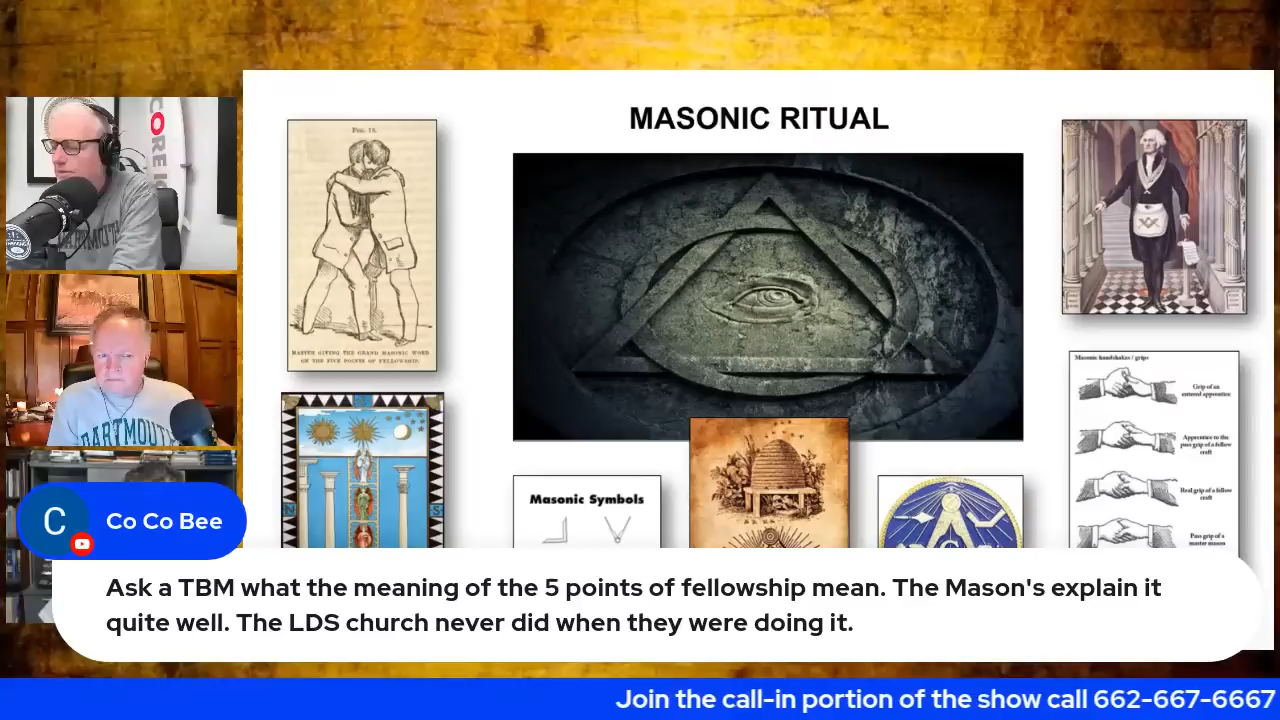 MASONIC RITUAL
FIG. 18.
MASTER GIVING THE GRAND MASONIC WORD
ON THE FIVE POINTS OF FELLOWSHIP.
CORE
DARTMOUTH
DARTMOUTH
Masonic handshakes / grips
Grip of an
entered apprentice
Apprentice to the
pass grip of a fellow
craft
Real grip of a fellow
craft
Pass grip of a
master mason
Masonic Symbols
S
G
C
Co Co Bee
Ask a TBM what the meaning of the 5 points of fellowship mean. The Mason's explain it
quite well. The LDS church never did when they were doing it.
Join the call-in portion of the show call 662-667-6667